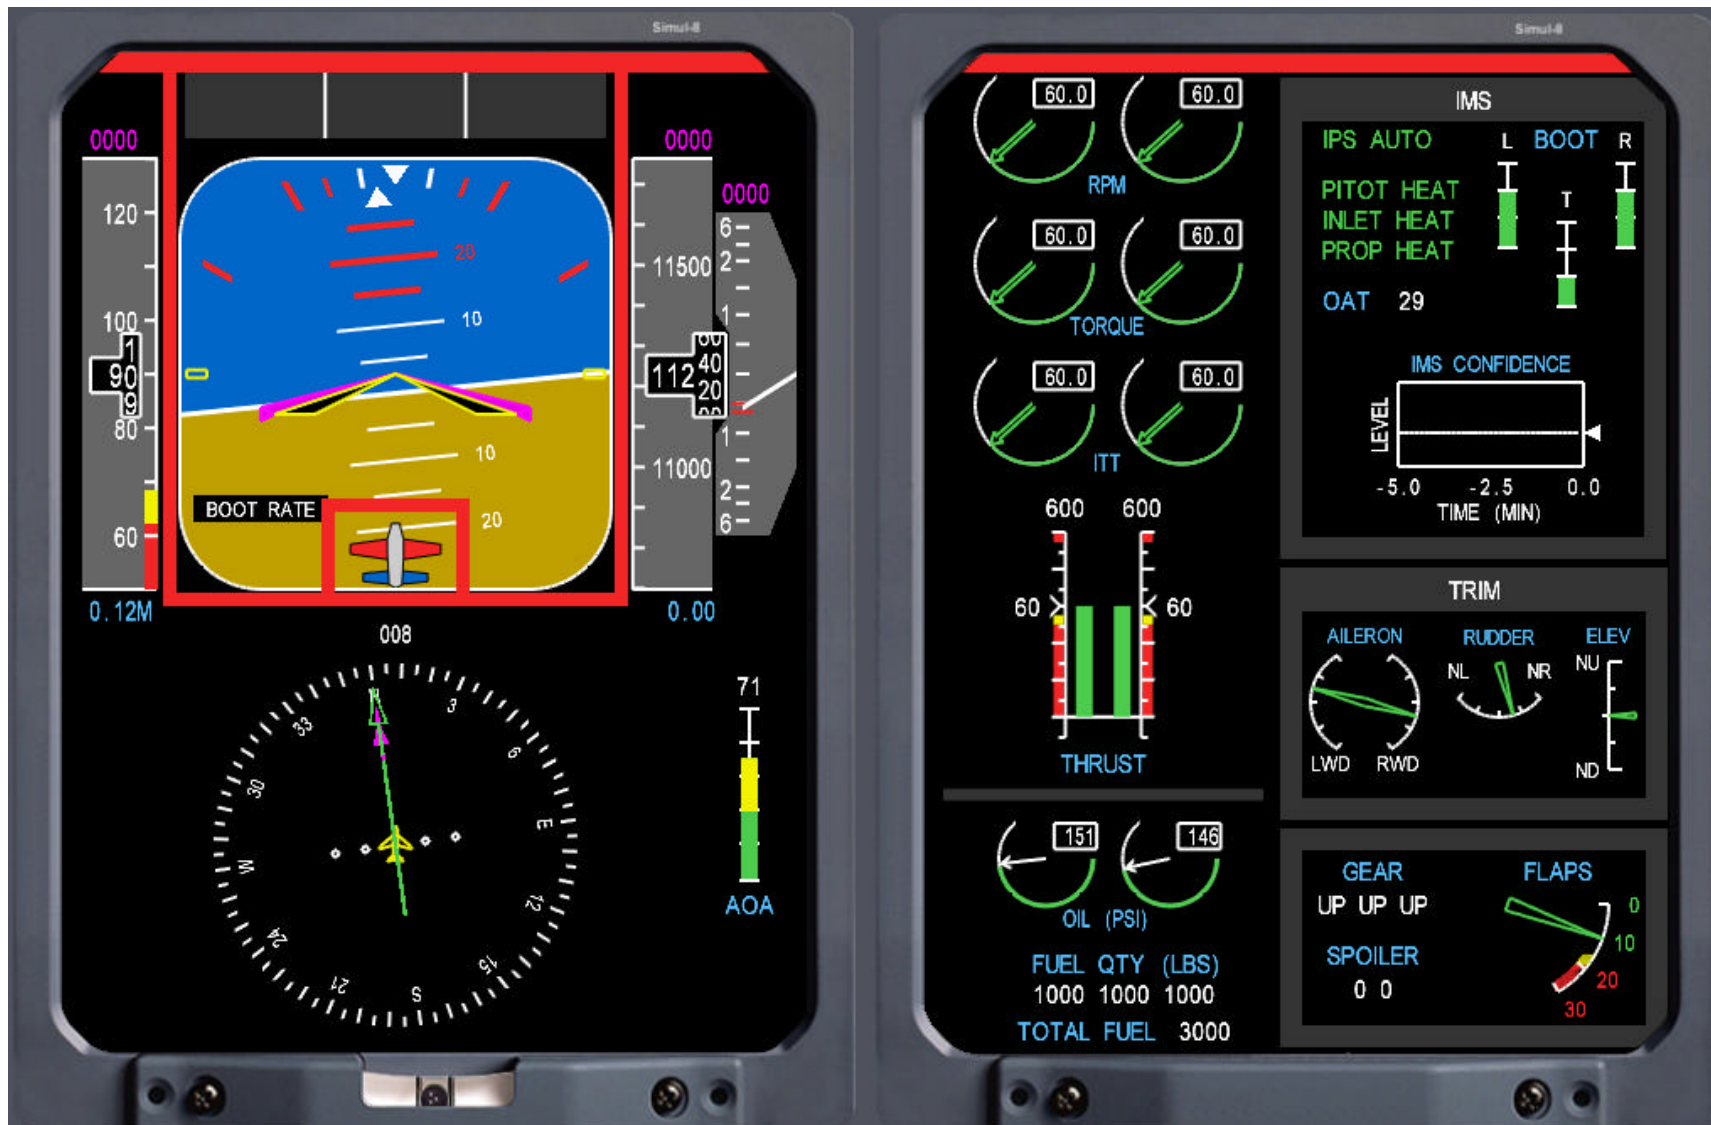 Simul-8
0000
0000
0000
120
100
80
60
1
90
9
20
10
10
20
BOOT RATE
11500
11000
112
60
40
20
00
6
2
1
1
2
6
0.12M
0.00
008
N
3
6
E
12
15
S
21
24
W
30
33
71
AOA
Simul-8
60.0 60.0
RPM
60.0 60.0
TORQUE
60.0 60.0
ITT
600 600
60 60
THRUST
151 146
OIL (PSI)
FUEL QTY (LBS)
1000 1000 1000
TOTAL FUEL 3000
IMS
IPS AUTO
L BOOT R
T
PITOT HEAT
INLET HEAT
PROP HEAT
OAT 29
IMS CONFIDENCE
LEVEL
-5.0 -2.5 0.0
TIME (MIN)
TRIM
AILERON RUDDER ELEV
NL NR NU
LWD RWD ND
GEAR FLAPS
UP UP UP
SPOILER
0 0
0
10
20
30